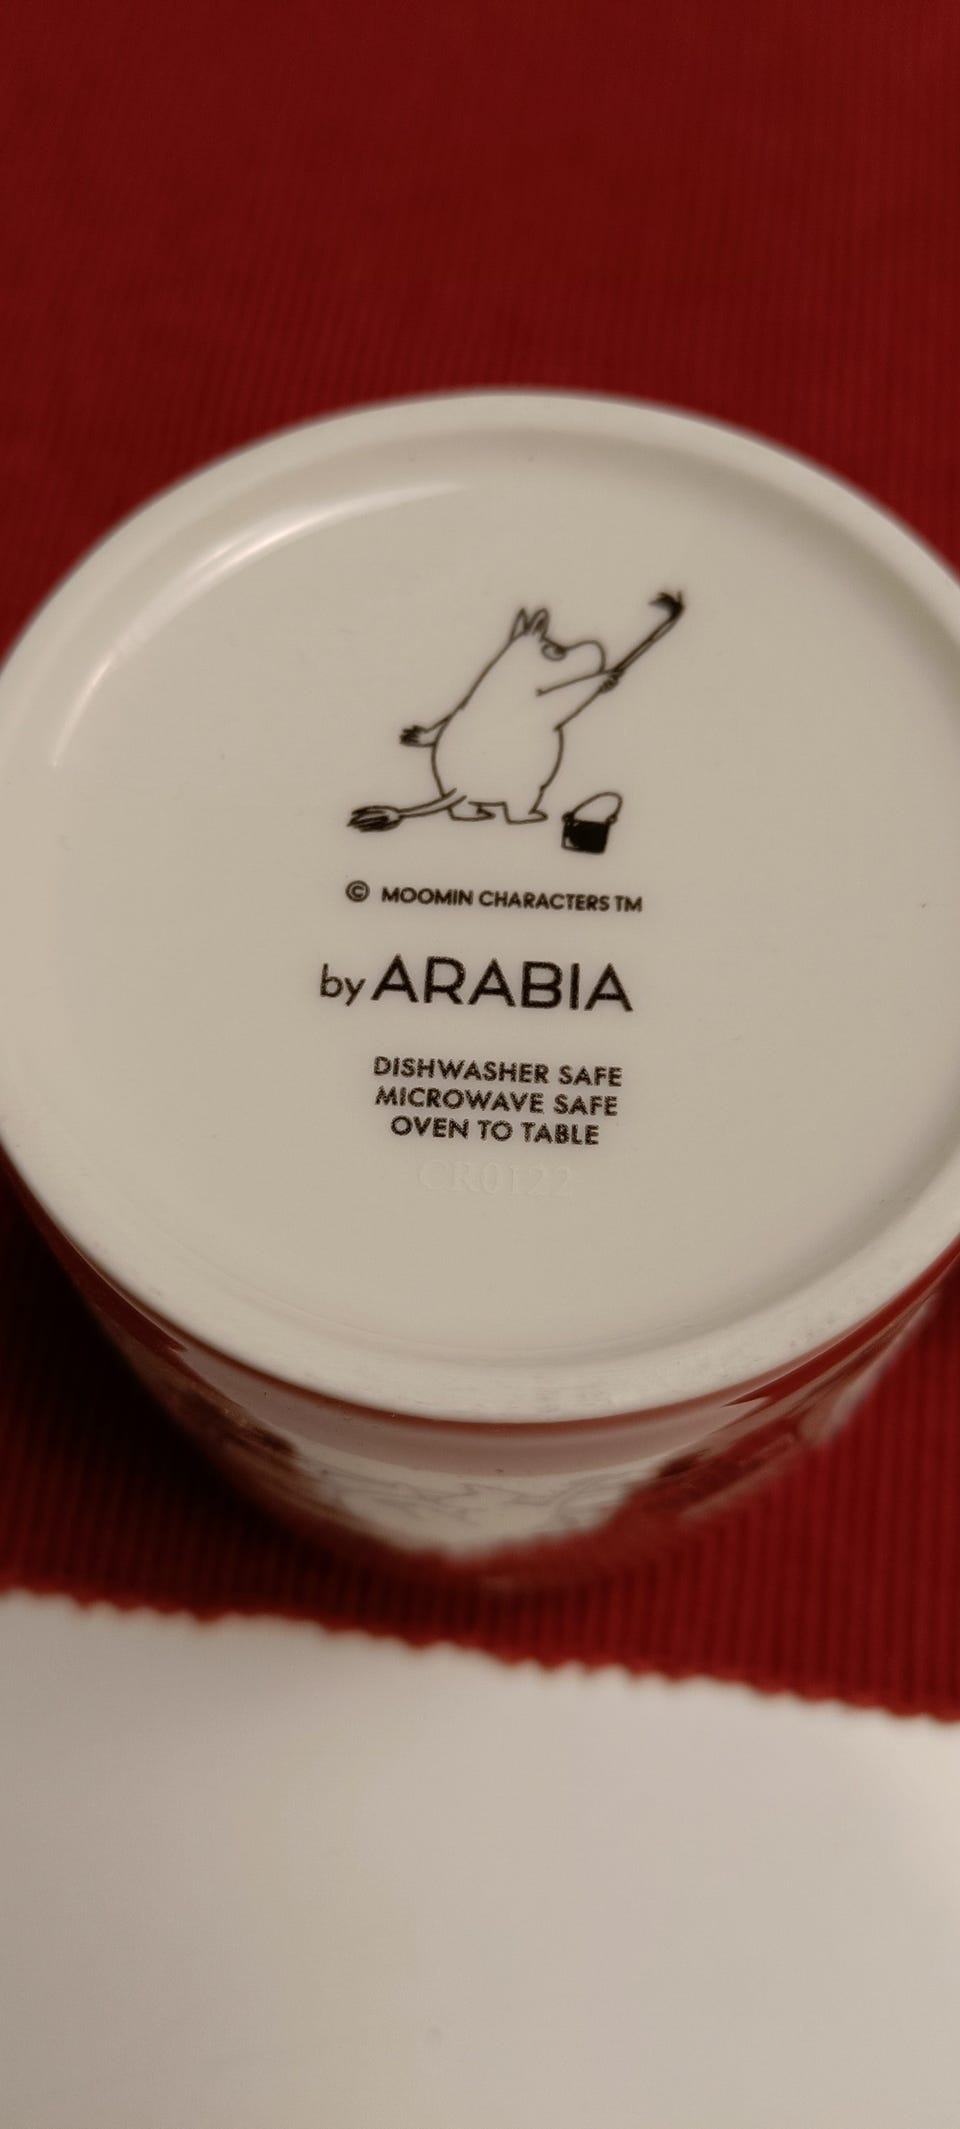 © MOOMIN CHARACTERS TM
by ARABIA
DISHWASHER SAFE
MICROWAVE SAFE
OVEN TO TABLE
CR0122